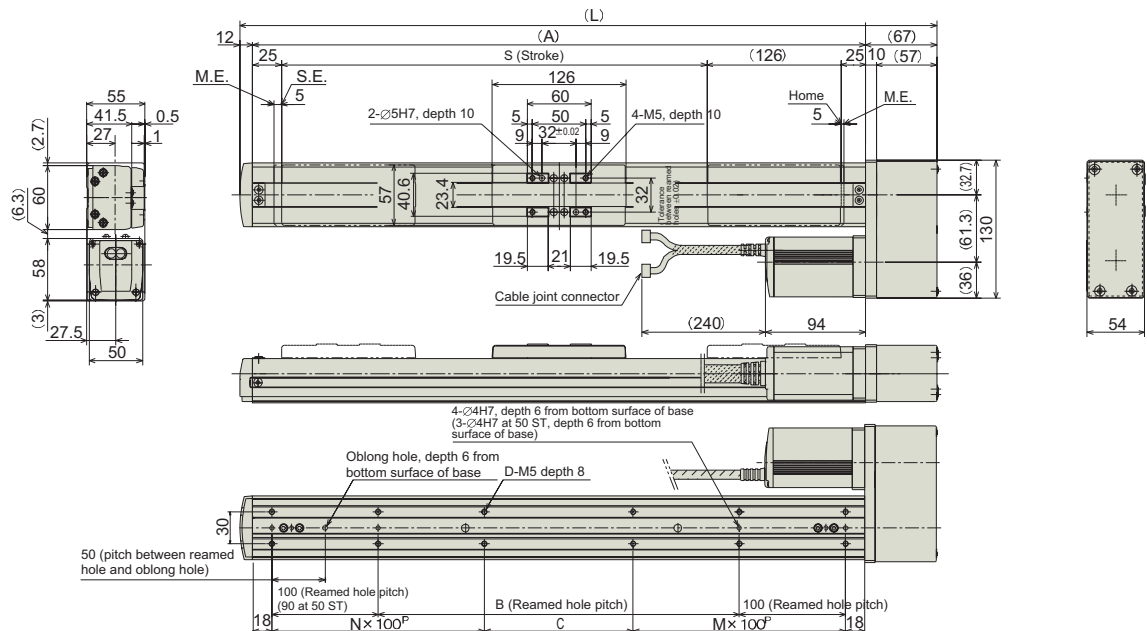 (L)
12
(A)
(67)
25
S (Stroke)
(126)
25
10
(57)
M.E.
S.E.
126
5
55
60
Home
M.E.
41.5
0.5
2-∅5H7, depth 10
5
50
5
4-M5, depth 10
5
27
1
9
32±0.02
9
(2.7)
60
(6.3)
58
(3)
57
40.6
23.4
32
Tolerance
between reamed
holes ±0.02
(32.7)
(61.3)
130
(36)
19.5
21
19.5
Cable joint connector
27.5
50
(240)
94
54
4-∅4H7, depth 6 from bottom surface of base
(3-∅4H7 at 50 ST, depth 6 from bottom
surface of base)
Oblong hole, depth 6 from
bottom surface of base
D-M5 depth 8
30
50 (pitch between reamed
hole and oblong hole)
100 (Reamed hole pitch)
(90 at 50 ST)
B (Reamed hole pitch)
100 (Reamed hole pitch)
18
N×100P
C
M×100P
18